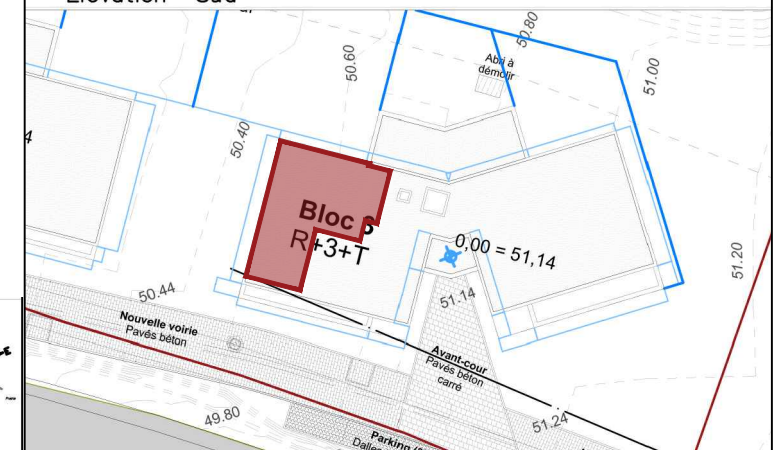 Elévation - Sud
50.80
Abri à
démolir
51.00
50.60
50.40
4
Bloc 6
R+3+T
0,00 = 51,14
51.20
50.44
51.14
Nouvelle voirie
Pavés béton
Avant-cour
Pavés béton
carré
49.80
51.24
Parking